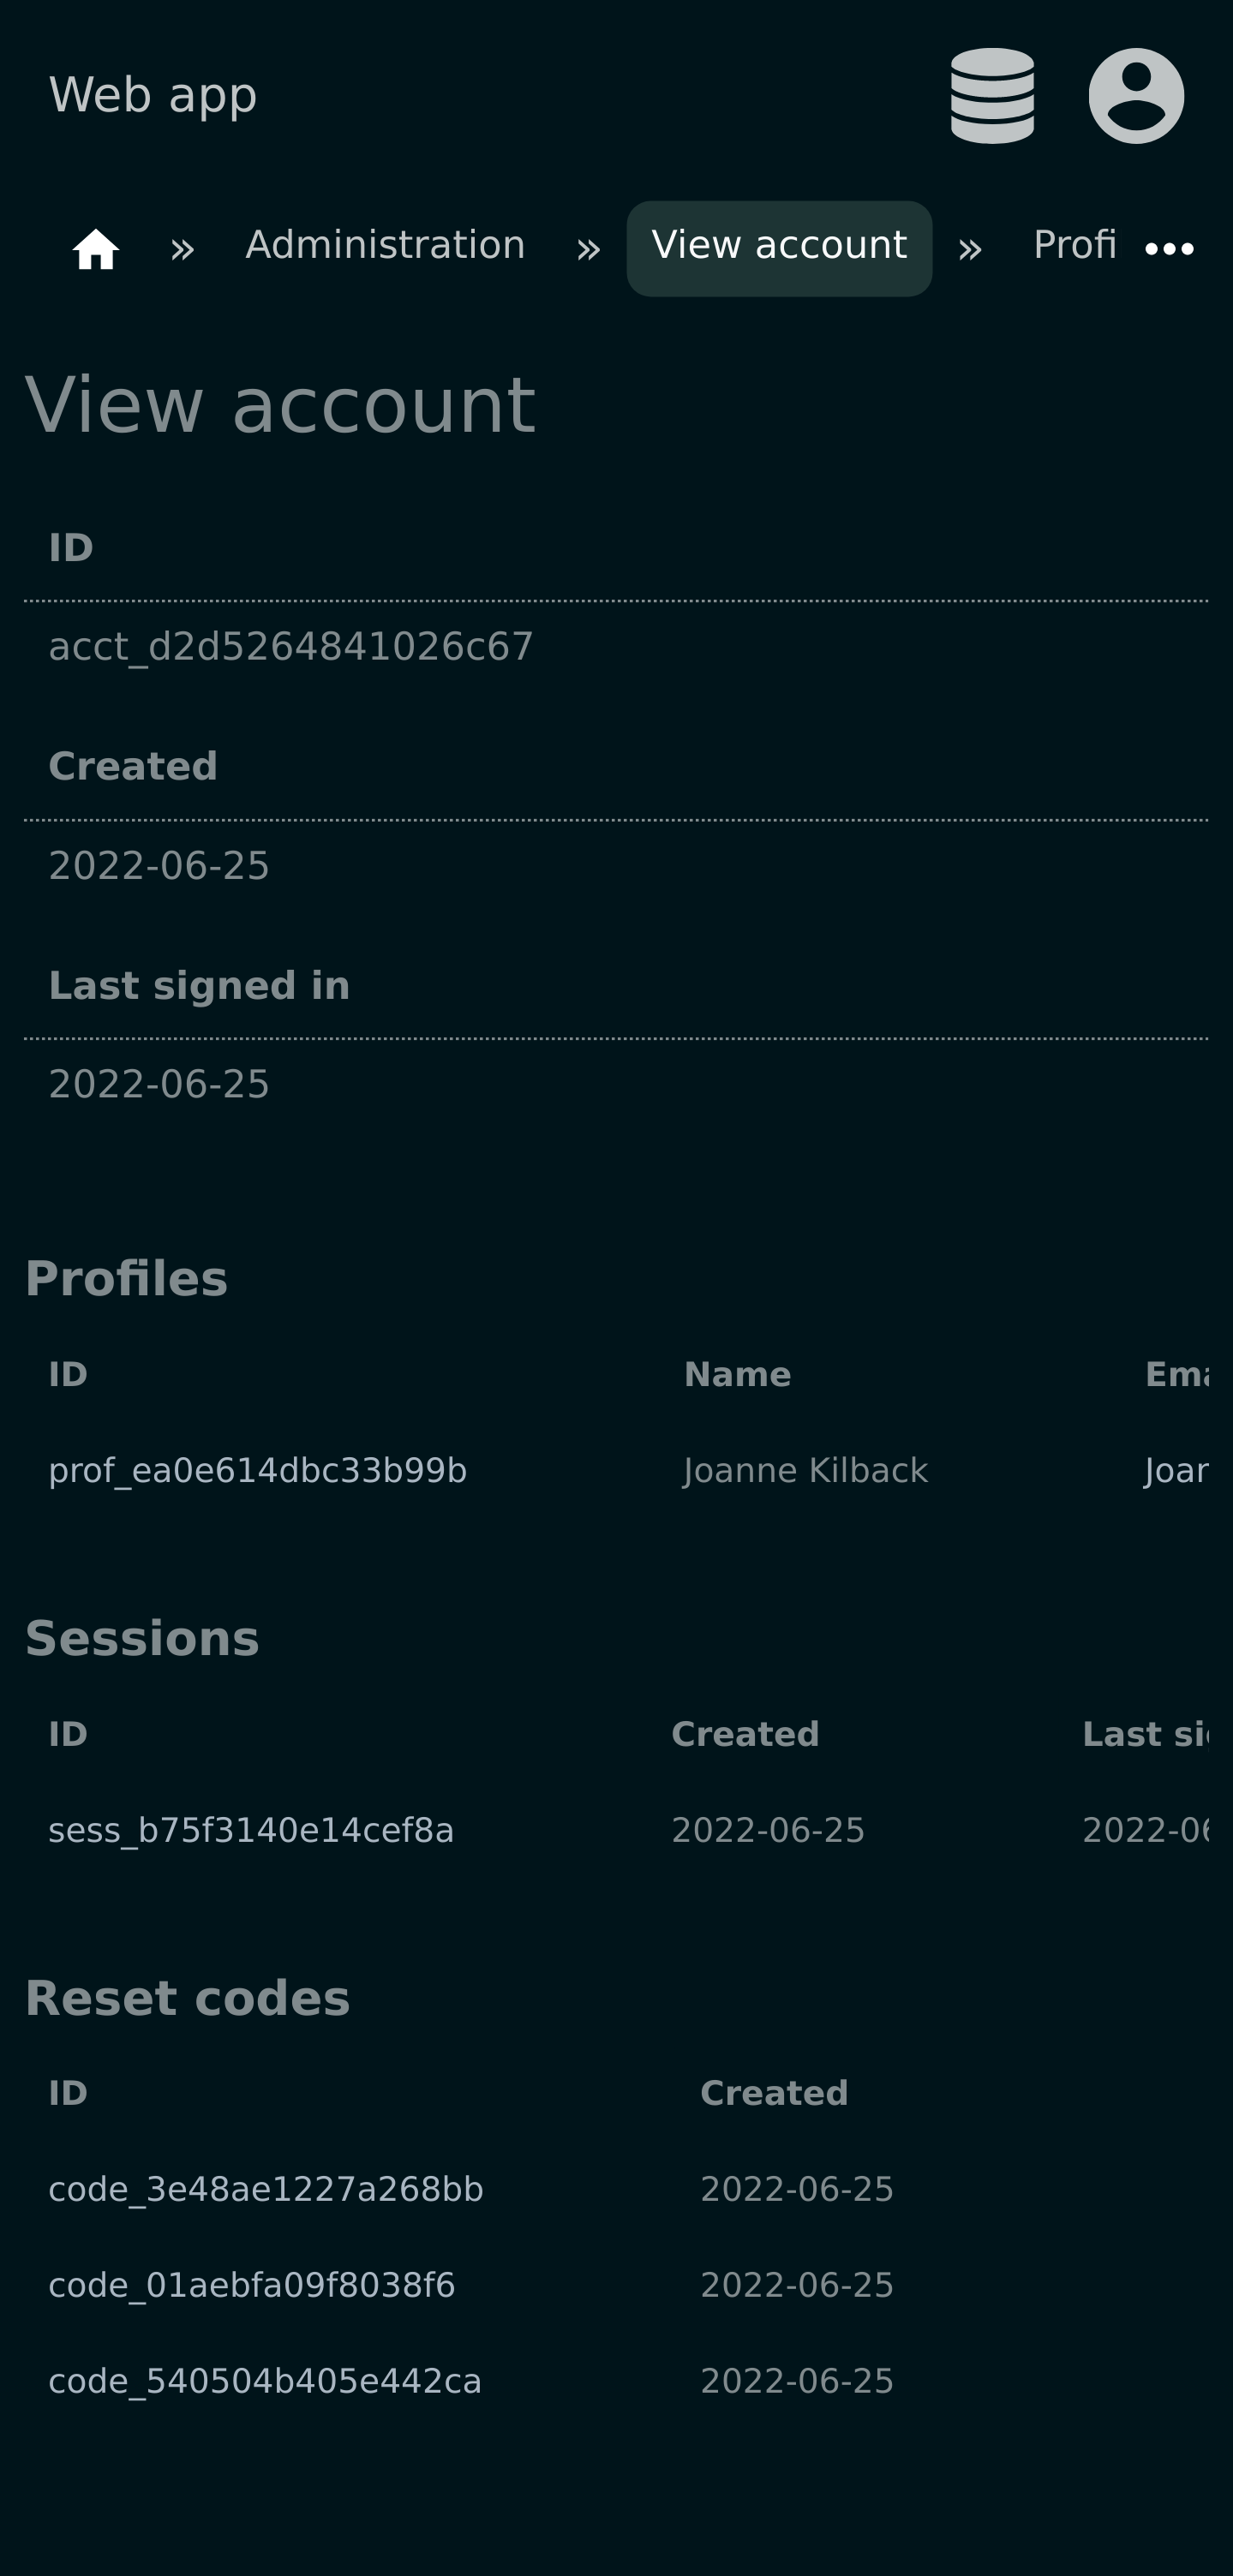 Web app
» Administration » View account » Profi
View account
ID
acct_d2d5264841026c67
Created
2022-06-25
Last signed in
2022-06-25
Profiles
ID Name Ema
prof_ea0e614dbc33b99b Joanne Kilback Joan
Sessions
ID Created Last si
sess_b75f3140e14cef8a 2022-06-25 2022-06
Reset codes
ID Created
code_3e48ae1227a268bb 2022-06-25
code_01aebfa09f8038f6 2022-06-25
code_540504b405e442ca 2022-06-25